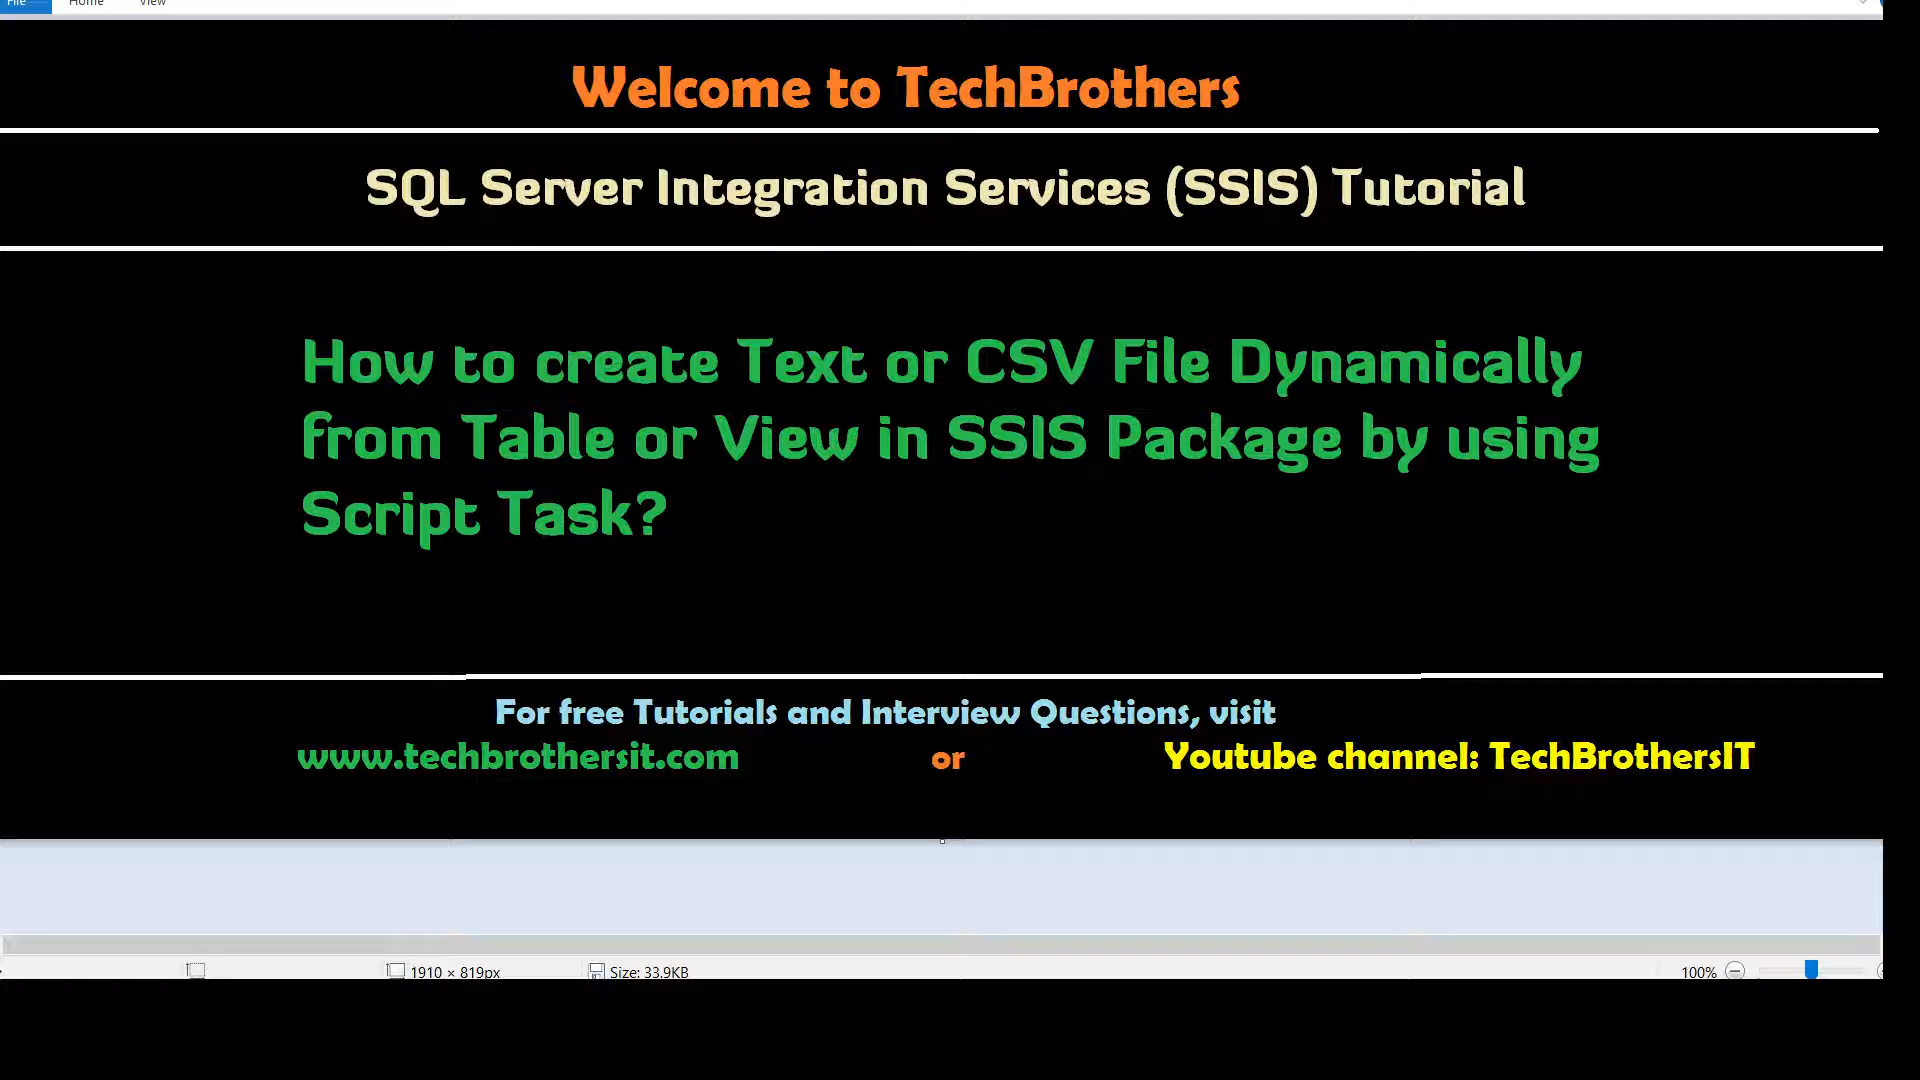 File Home View
Welcome to TechBrothers
SQL Server Integration Services (SSIS) Tutorial
How to create Text or CSV File Dynamically
from Table or View in SSIS Package by using
Script Task?
For free Tutorials and Interview Questions, visit
www.techbrothersit.com or Youtube channel: TechBrothersIT
1910 × 819px Size: 33.9KB 100%